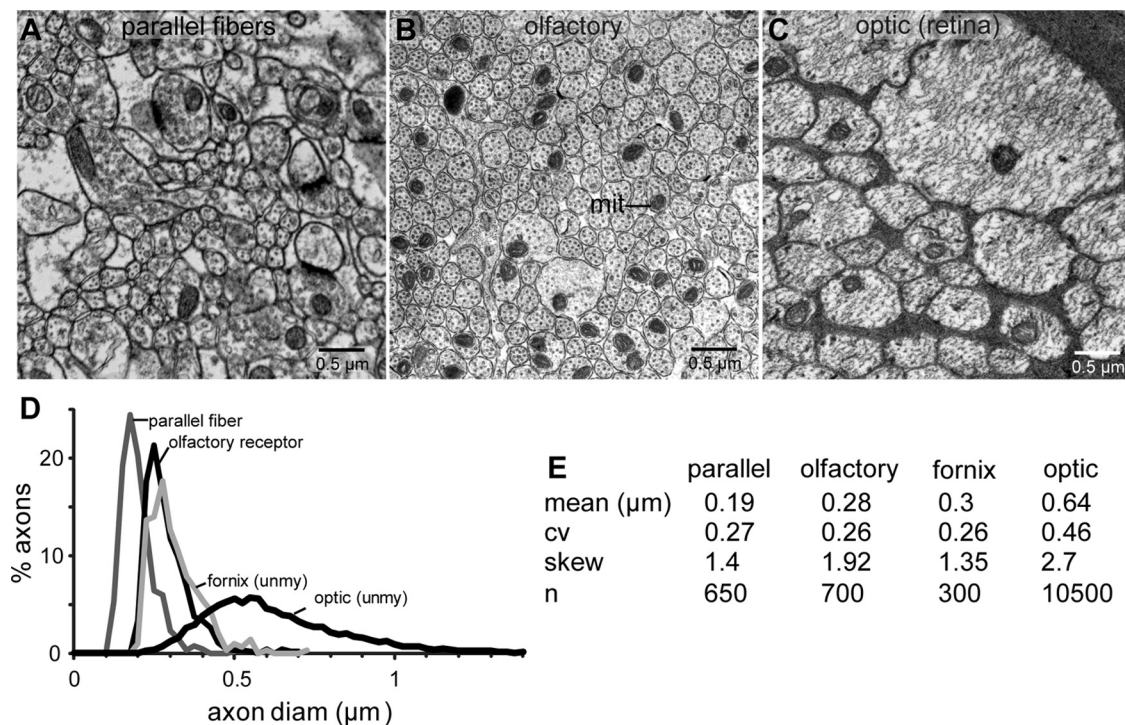 A parallel fibers
B olfactory
C optic (retina)
mit
0.5 µm
0.5 µm
0.5 µm
D
parallel fiber
olfactory receptor
fornix (unmy)
optic (unmy)
% axons
20
10
0
0
0.5
1
axon diam (µm)
E parallel olfactory fornix optic
mean (µm) 0.19 0.28 0.3 0.64
cv 0.27 0.26 0.26 0.46
skew 1.4 1.92 1.35 2.7
n 650 700 300 10500